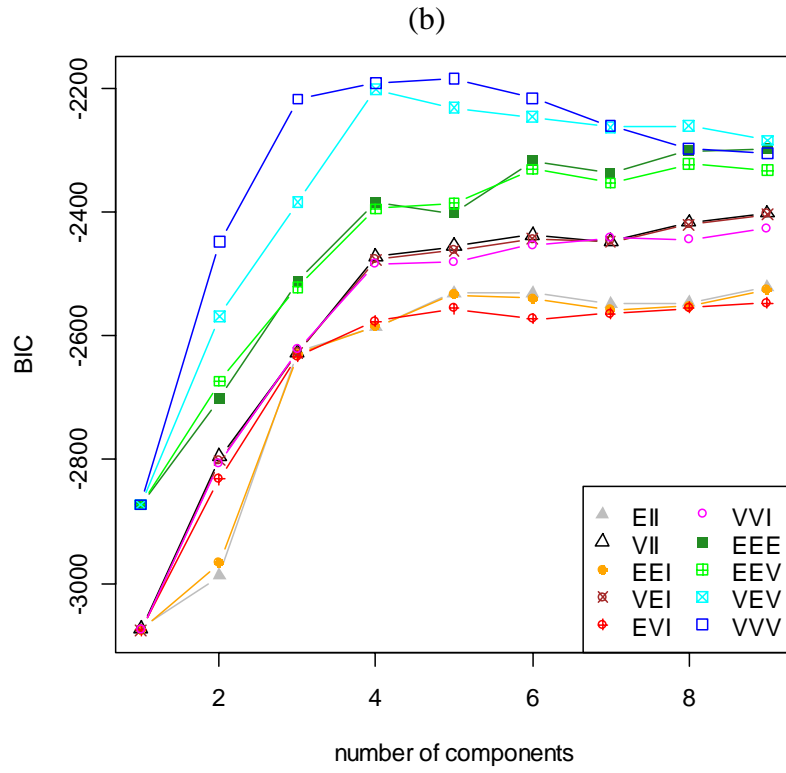 (b)
-2200
-2400
-2600
-2800
-3000
BIC
2 4 6 8
number of components
EII
VII
EEI
VEI
EVI
VVI
EEE
EEV
VEV
VVV